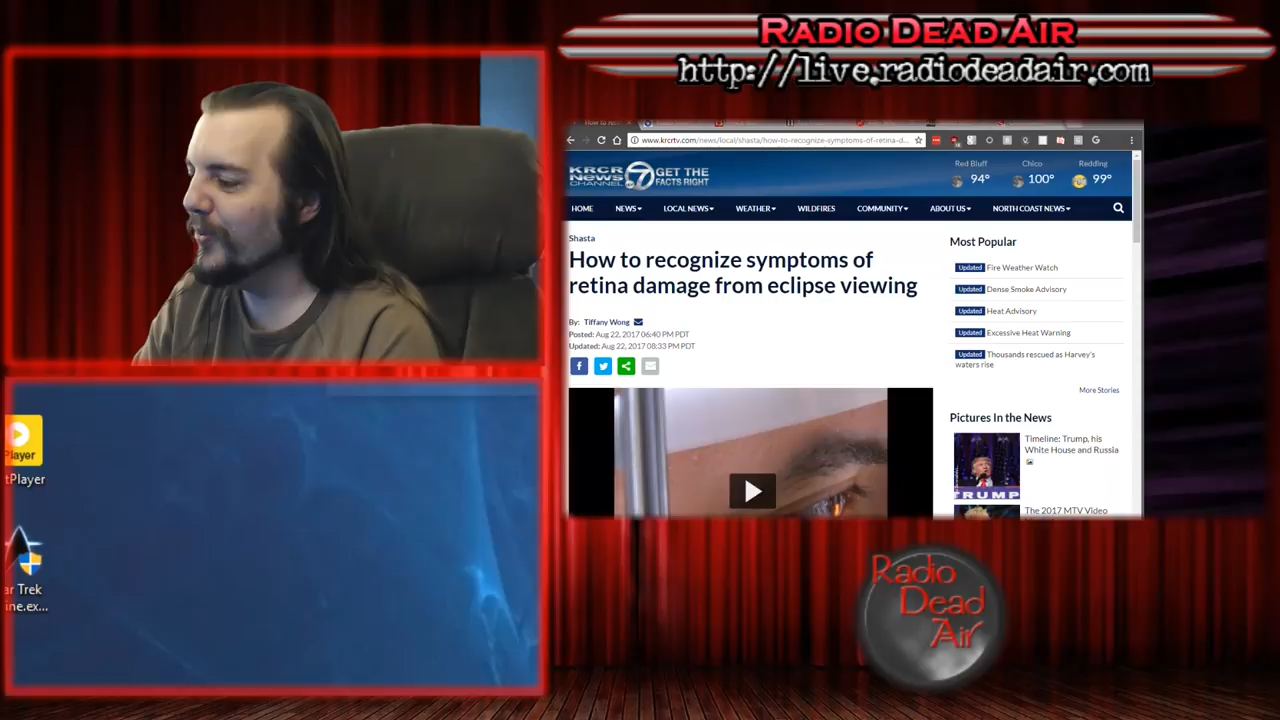 Radio Dead Air
http://live.radiodeadair.com
www.krcrtv.com/news/local/shasta/how-to-recognize-symptoms-of-retina-d...
KRCR
NEWS
CHANNEL
7
GET THE
FACTS RIGHT
Red Bluff
94°
Chico
100°
Redding
99°
HOME
NEWS
LOCAL NEWS
WEATHER
WILDFIRES
COMMUNITY
ABOUT US
NORTH COAST NEWS
Shasta
How to recognize symptoms of
retina damage from eclipse viewing
By: Tiffany Wong
Posted: Aug 22, 2017 06:40 PM PDT
Updated: Aug 22, 2017 08:33 PM PDT
Most Popular
Updated Fire Weather Watch
Updated Dense Smoke Advisory
Updated Heat Advisory
Updated Excessive Heat Warning
Updated Thousands rescued as Harvey's
waters rise
More Stories
Pictures In the News
Timeline: Trump, his
White House and Russia
TRUMP
The 2017 MTV Video
Player
tPlayer
ar Trek
ine.ex...
Radio
Dead
Air